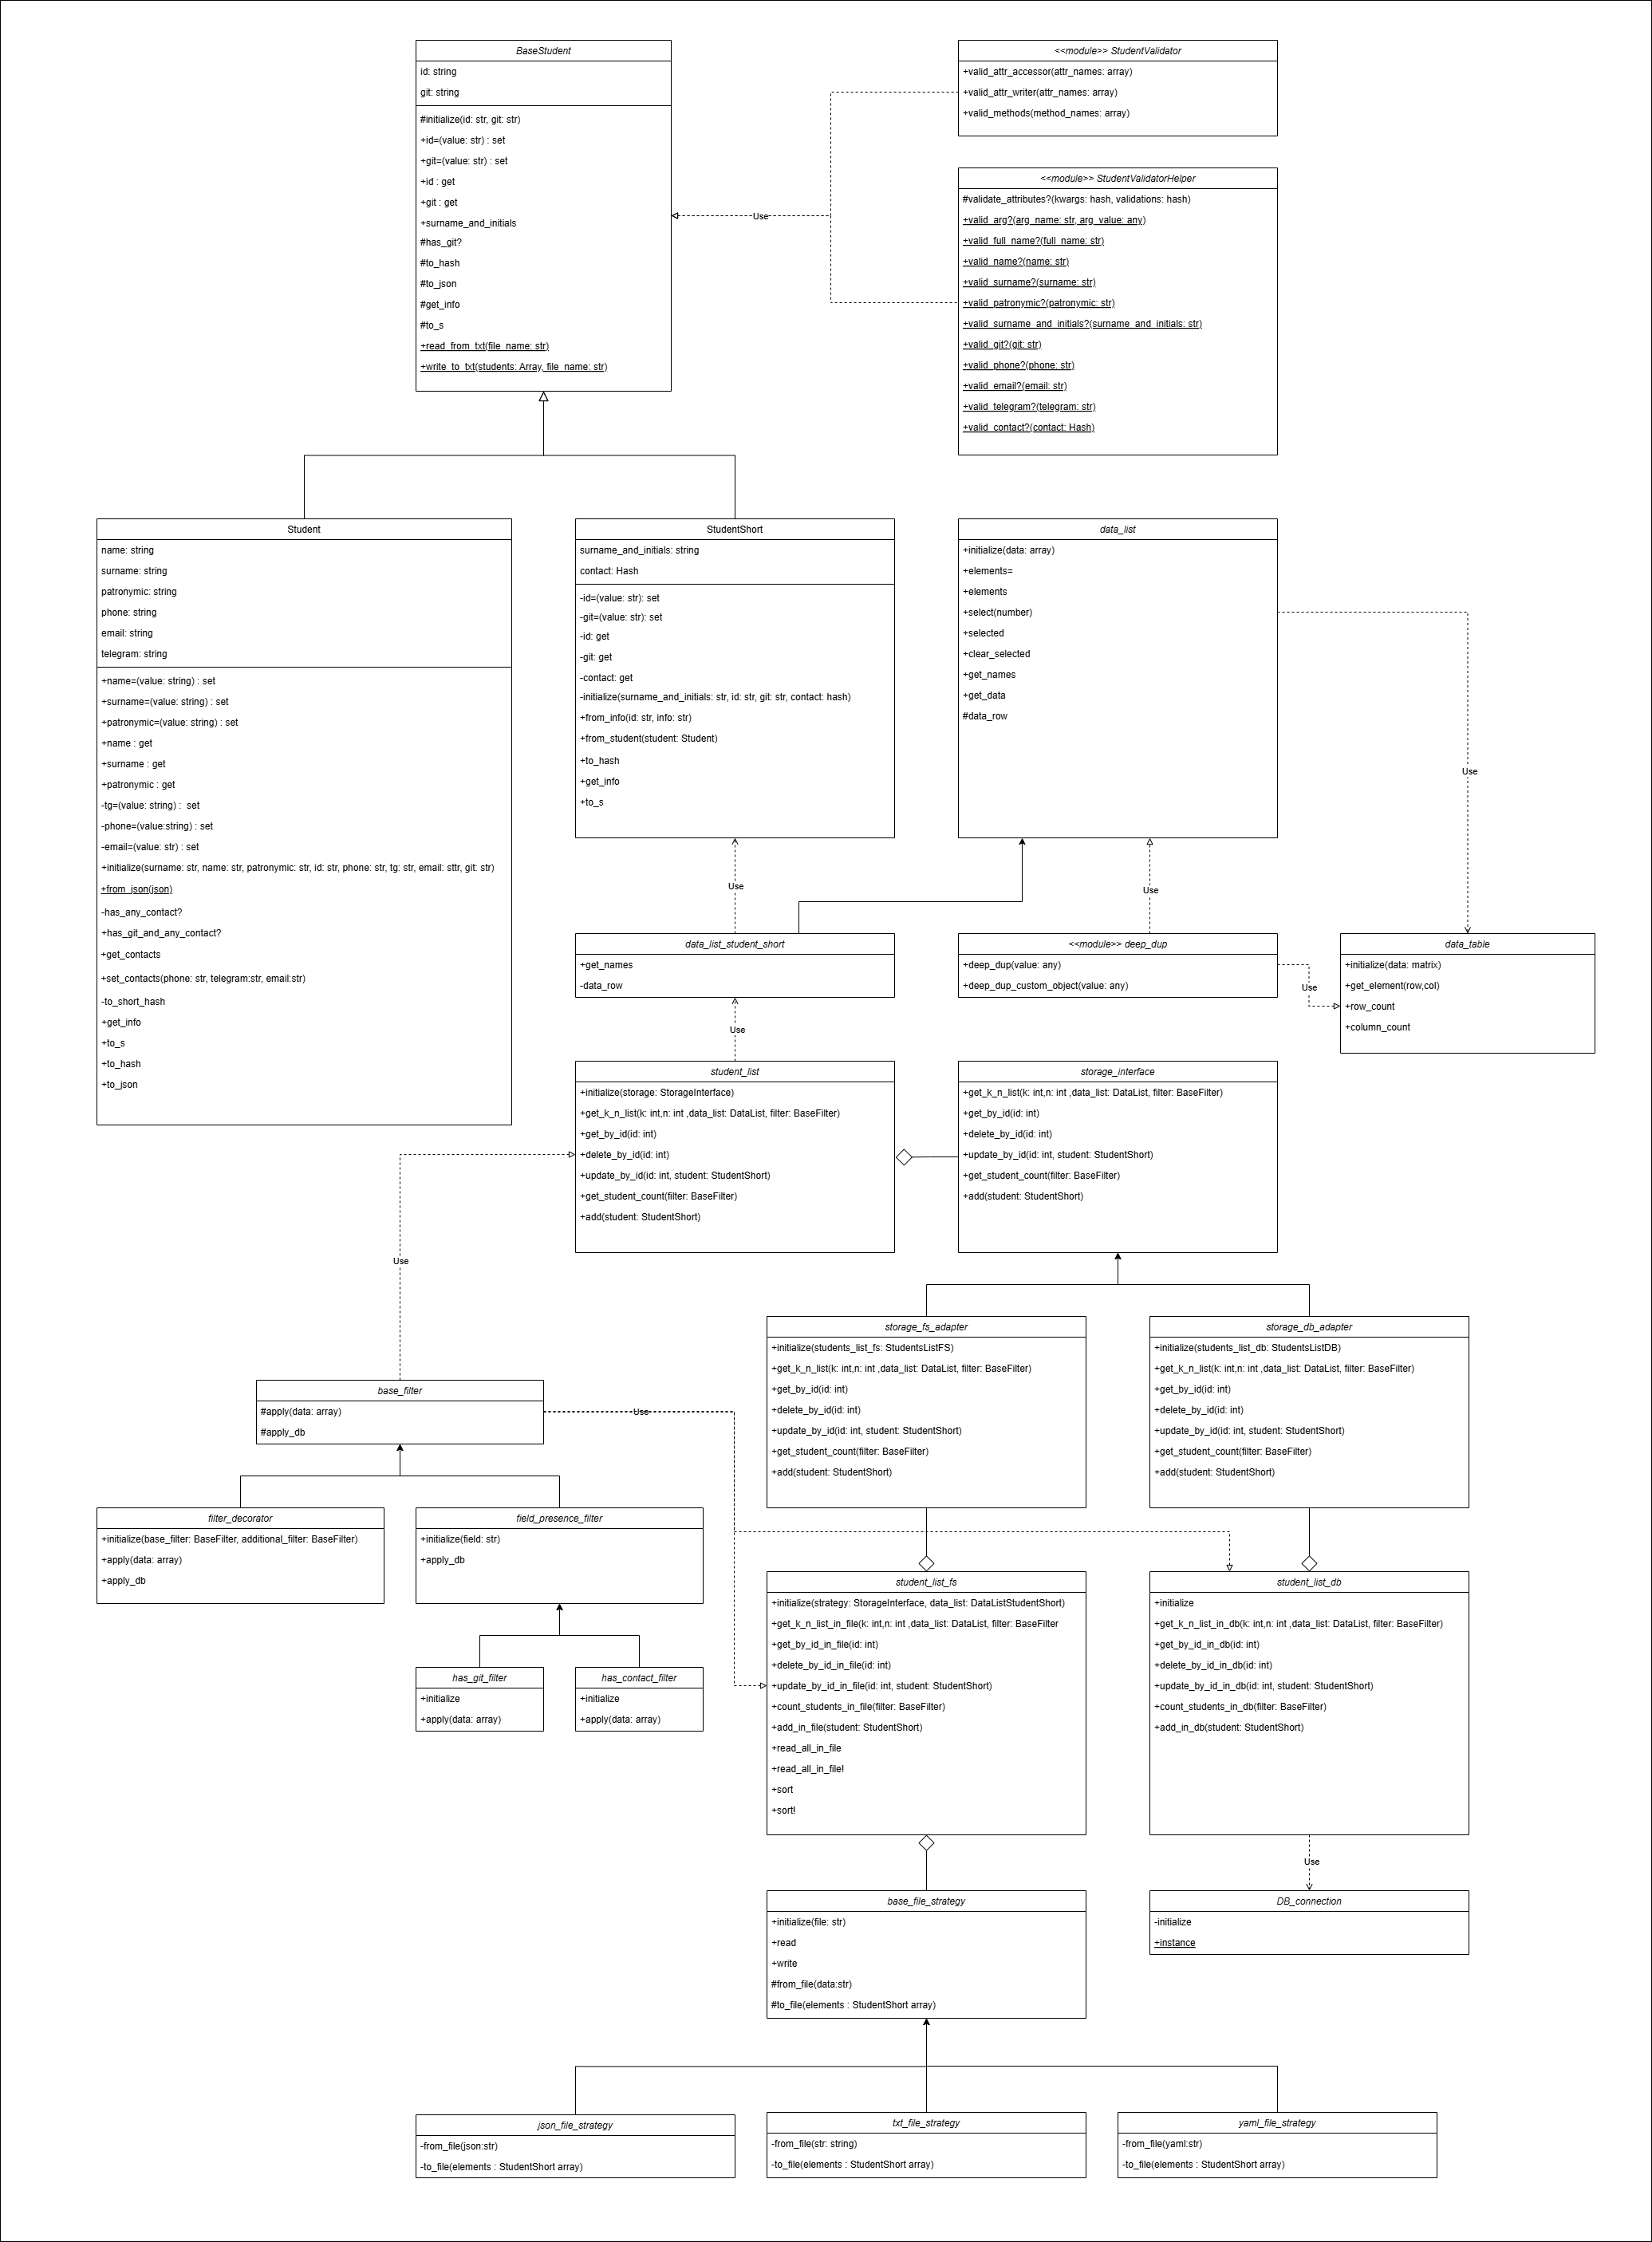 BaseStudent
id: string
git: string
#initialize(id: str, git: str)
+id=(value: str) : set
+git=(value: str) : set
+id : get
+git : get
+surname_and_initials
#has_git?
#to_hash
#to_json
#get_info
#to_s
+read_from_txt(file_name: str)
+write_to_txt(students: Array, file_name: str)
<<module>> StudentValidator
+valid_attr_accessor(attr_names: array)
+valid_attr_writer(attr_names: array)
+valid_methods(method_names: array)
Use
<<module>> StudentValidatorHelper
#validate_attributes?(kwargs: hash, validations: hash)
+valid_arg?(arg_name: str, arg_value: any)
+valid_full_name?(full_name: str)
+valid_name?(name: str)
+valid_surname?(surname: str)
+valid_patronymic?(patronymic: str)
+valid_surname_and_initials?(surname_and_initials: str)
+valid_git?(git: str)
+valid_phone?(phone: str)
+valid_email?(email: str)
+valid_telegram?(telegram: str)
+valid_contact?(contact: Hash)
Student
name: string
surname: string
patronymic: string
phone: string
email: string
telegram: string
+name=(value: string) : set
+surname=(value: string) : set
+patronymic=(value: string) : set
+name : get
+surname : get
+patronymic : get
-tg=(value: string) :  set
-phone=(value:string) : set
-email=(value: str) : set
+initialize(surname: str, name: str, patronymic: str, id: str, phone: str, tg: str, email: sttr, git: str)
+from_json(json)
-has_any_contact?
+has_git_and_any_contact?
+get_contacts
+set_contacts(phone: str, telegram:str, email:str)
-to_short_hash
+get_info
+to_s
+to_hash
+to_json
StudentShort
surname_and_initials: string
contact: Hash
-id=(value: str): set
-git=(value: str): set
-id: get
-git: get
-contact: get
-initialize(surname_and_initials: str, id: str, git: str, contact: hash)
+from_info(id: str, info: str)
+from_student(student: Student)
+to_hash
+get_info
+to_s
data_list
+initialize(data: array)
+elements=
+elements
+select(number)
+selected
+clear_selected
+get_names
+get_data
#data_row
Use
Use
Use
data_list_student_short
+get_names
-data_row
<<module>> deep_dup
+deep_dup(value: any)
+deep_dup_custom_object(value: any)
Use
data_table
+initialize(data: matrix)
+get_element(row,col)
+row_count
+column_count
Use
student_list
+initialize(storage: StorageInterface)
+get_k_n_list(k: int,n: int ,data_list: DataList, filter: BaseFilter)
+get_by_id(id: int)
+delete_by_id(id: int)
+update_by_id(id: int, student: StudentShort)
+get_student_count(filter: BaseFilter)
+add(student: StudentShort)
storage_interface
+get_k_n_list(k: int,n: int ,data_list: DataList, filter: BaseFilter)
+get_by_id(id: int)
+delete_by_id(id: int)
+update_by_id(id: int, student: StudentShort)
+get_student_count(filter: BaseFilter)
+add(student: StudentShort)
Use
storage_fs_adapter
+initialize(students_list_fs: StudentsListFS)
+get_k_n_list(k: int,n: int ,data_list: DataList, filter: BaseFilter)
+get_by_id(id: int)
+delete_by_id(id: int)
+update_by_id(id: int, student: StudentShort)
+get_student_count(filter: BaseFilter)
+add(student: StudentShort)
storage_db_adapter
+initialize(students_list_db: StudentsListDB)
+get_k_n_list(k: int,n: int ,data_list: DataList, filter: BaseFilter)
+get_by_id(id: int)
+delete_by_id(id: int)
+update_by_id(id: int, student: StudentShort)
+get_student_count(filter: BaseFilter)
+add(student: StudentShort)
base_filter
#apply(data: array)
#apply_db
Use
filter_decorator
+initialize(base_filter: BaseFilter, additional_filter: BaseFilter)
+apply(data: array)
+apply_db
field_presence_filter
+initialize(field: str)
+apply_db
has_git_filter
+initialize
+apply(data: array)
has_contact_filter
+initialize
+apply(data: array)
student_list_fs
+initialize(strategy: StorageInterface, data_list: DataListStudentShort)
+get_k_n_list_in_file(k: int,n: int ,data_list: DataList, filter: BaseFilter
+get_by_id_in_file(id: int)
+delete_by_id_in_file(id: int)
+update_by_id_in_file(id: int, student: StudentShort)
+count_students_in_file(filter: BaseFilter)
+add_in_file(student: StudentShort)
+read_all_in_file
+read_all_in_file!
+sort
+sort!
student_list_db
+initialize
+get_k_n_list_in_db(k: int,n: int ,data_list: DataList, filter: BaseFilter)
+get_by_id_in_db(id: int)
+delete_by_id_in_db(id: int)
+update_by_id_in_db(id: int, student: StudentShort)
+count_students_in_db(filter: BaseFilter)
+add_in_db(student: StudentShort)
Use
base_file_strategy
+initialize(file: str)
+read
+write
#from_file(data:str)
#to_file(elements : StudentShort array)
DB_connection
-initialize
+instance
json_file_strategy
-from_file(json:str)
-to_file(elements : StudentShort array)
txt_file_strategy
-from_file(str: string)
-to_file(elements : StudentShort array)
yaml_file_strategy
-from_file(yaml:str)
-to_file(elements : StudentShort array)